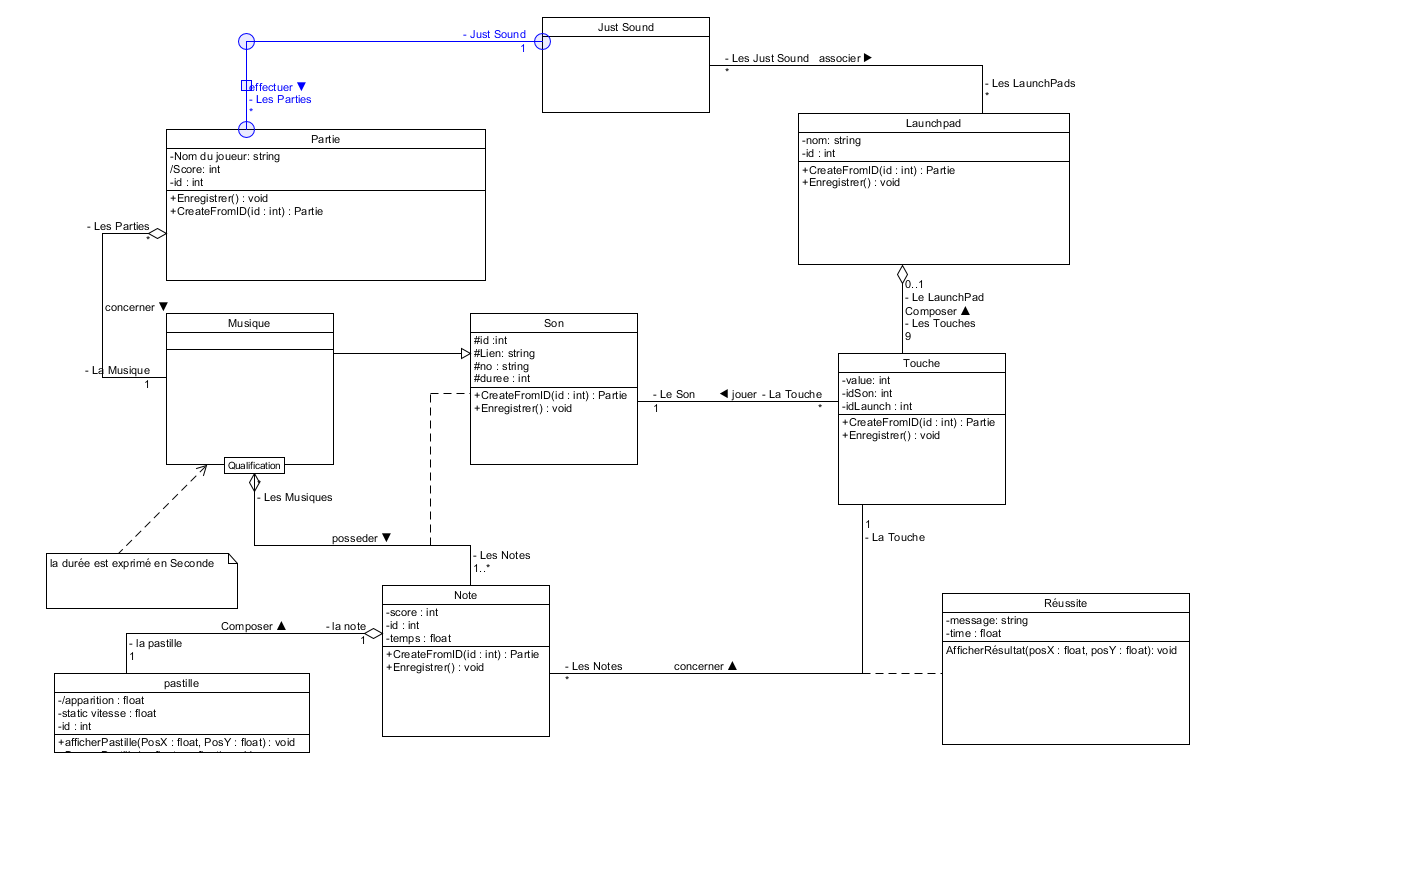 Just Sound
- Just Sound
1
- Les Just Sound associer
*
- Les LaunchPads
*
effectuer
- Les Parties
*
Launchpad
-nom: string
-id : int
+CreateFromID(id : int) : Partie
+Enregistrer() : void
Partie
-Nom du joueur: string
/Score: int
-id : int
+Enregistrer() : void
+CreateFromID(id : int) : Partie
- Les Parties
*
concerner
- La Musique
1
0..1
- Le LaunchPad
Composer
- Les Touches
9
Musique
Son
#id :int
#Lien: string
#no : string
#duree : int
+CreateFromID(id : int) : Partie
+Enregistrer() : void
- Le Son
1
jouer - La Touche
*
Touche
-value: int
-idSon: int
-idLaunch : int
+CreateFromID(id : int) : Partie
+Enregistrer() : void
Qualification
- Les Musiques
posseder
- Les Notes
1..*
1
- La Touche
la durée est exprimé en Seconde
Note
-score : int
-id : int
-temps : float
+CreateFromID(id : int) : Partie
+Enregistrer() : void
Réussite
-message: string
-time : float
AfficherRésultat(posX : float, posY : float): void
Composer
- la note
1
- la pastille
1
- Les Notes
*
concerner
pastille
-/apparition : float
-static vitesse : float
-id : int
+afficherPastille(PosX : float, PosY : float) : void